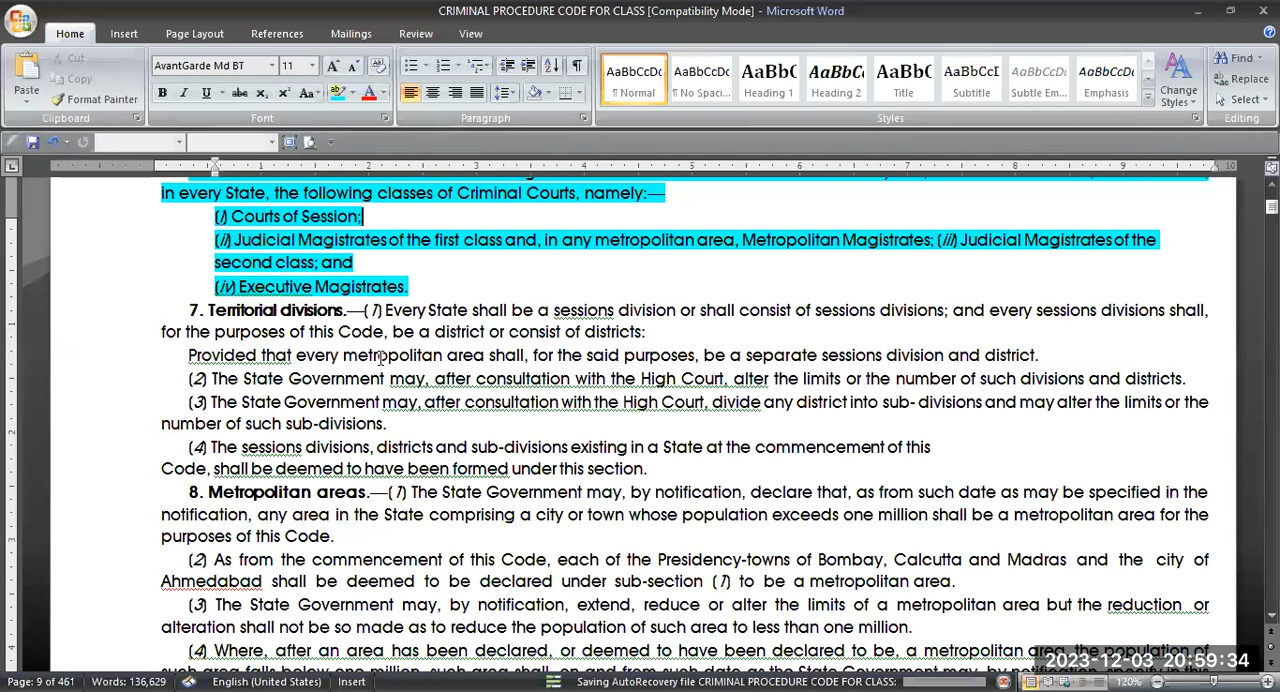 CRIMINAL PROCEDURE CODE FOR CLASS [Compatibility Mode] - Microsoft Word
Home Insert Page Layout References Mailings Review View
Cut
Copy
Format Painter
Paste
Clipboard
AvantGarde Md BT 11
Font
Paragraph
AaBbCcDc AaBbCcDc AaBbC AaBbCc AaBbC AaBbCcI AaBbCcDc AaBbCcDc
¶ Normal ¶ No Spaci... Heading 1 Heading 2 Title Subtitle Subtle Em... Emphasis
Change Styles
Styles
Find
Replace
Select
Editing
in every State, the following classes of Criminal Courts, namely:—
(i) Courts of Session;
(ii) Judicial Magistrates of the first class and, in any metropolitan area, Metropolitan Magistrates; (iii) Judicial Magistrates of the
second class; and
(iv) Executive Magistrates.
7. Territorial divisions.—(1) Every State shall be a sessions division or shall consist of sessions divisions; and every sessions divisions shall,
for the purposes of this Code, be a district or consist of districts:
Provided that every metropolitan area shall, for the said purposes, be a separate sessions division and district.
(2) The State Government may, after consultation with the High Court, alter the limits or the number of such divisions and districts.
(3) The State Government may, after consultation with the High Court, divide any district into sub- divisions and may alter the limits or the
number of such sub-divisions.
(4) The sessions divisions, districts and sub-divisions existing in a State at the commencement of this
Code, shall be deemed to have been formed under this section.
8. Metropolitan areas.—(1) The State Government may, by notification, declare that, as from such date as may be specified in the
notification, any area in the State comprising a city or town whose population exceeds one million shall be a metropolitan area for the
purposes of this Code.
(2) As from the commencement of this Code, each of the Presidency-towns of Bombay, Calcutta and Madras and the city of
Ahmedabad shall be deemed to be declared under sub-section (1) to be a metropolitan area.
(3) The State Government may, by notification, extend, reduce or alter the limits of a metropolitan area but the reduction or
alteration shall not be so made as to reduce the population of such area to less than one million.
(4) Where, after an area has been declared, or deemed to have been declared to be, a metropolitan area, the population of
2023-12-03 20:59:34
Page: 9 of 461 Words: 136,629 English (United States) Insert Saving AutoRecovery file CRIMINAL PROCEDURE CODE FOR CLASS: 120%